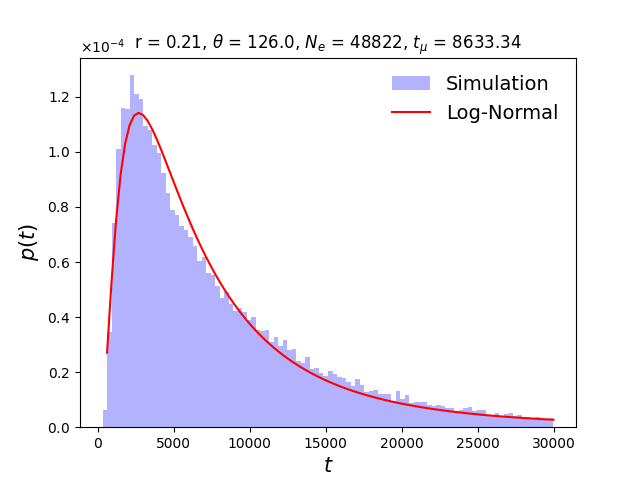 ×10⁻⁴ r = 0.21, θ = 126.0, Nₑ = 48822, t_μ = 8633.34
Simulation
Log-Normal
1.2
1.0
0.8
0.6
0.4
0.2
0.0
p(t)
0 5000 10000 15000 20000 25000 30000
t